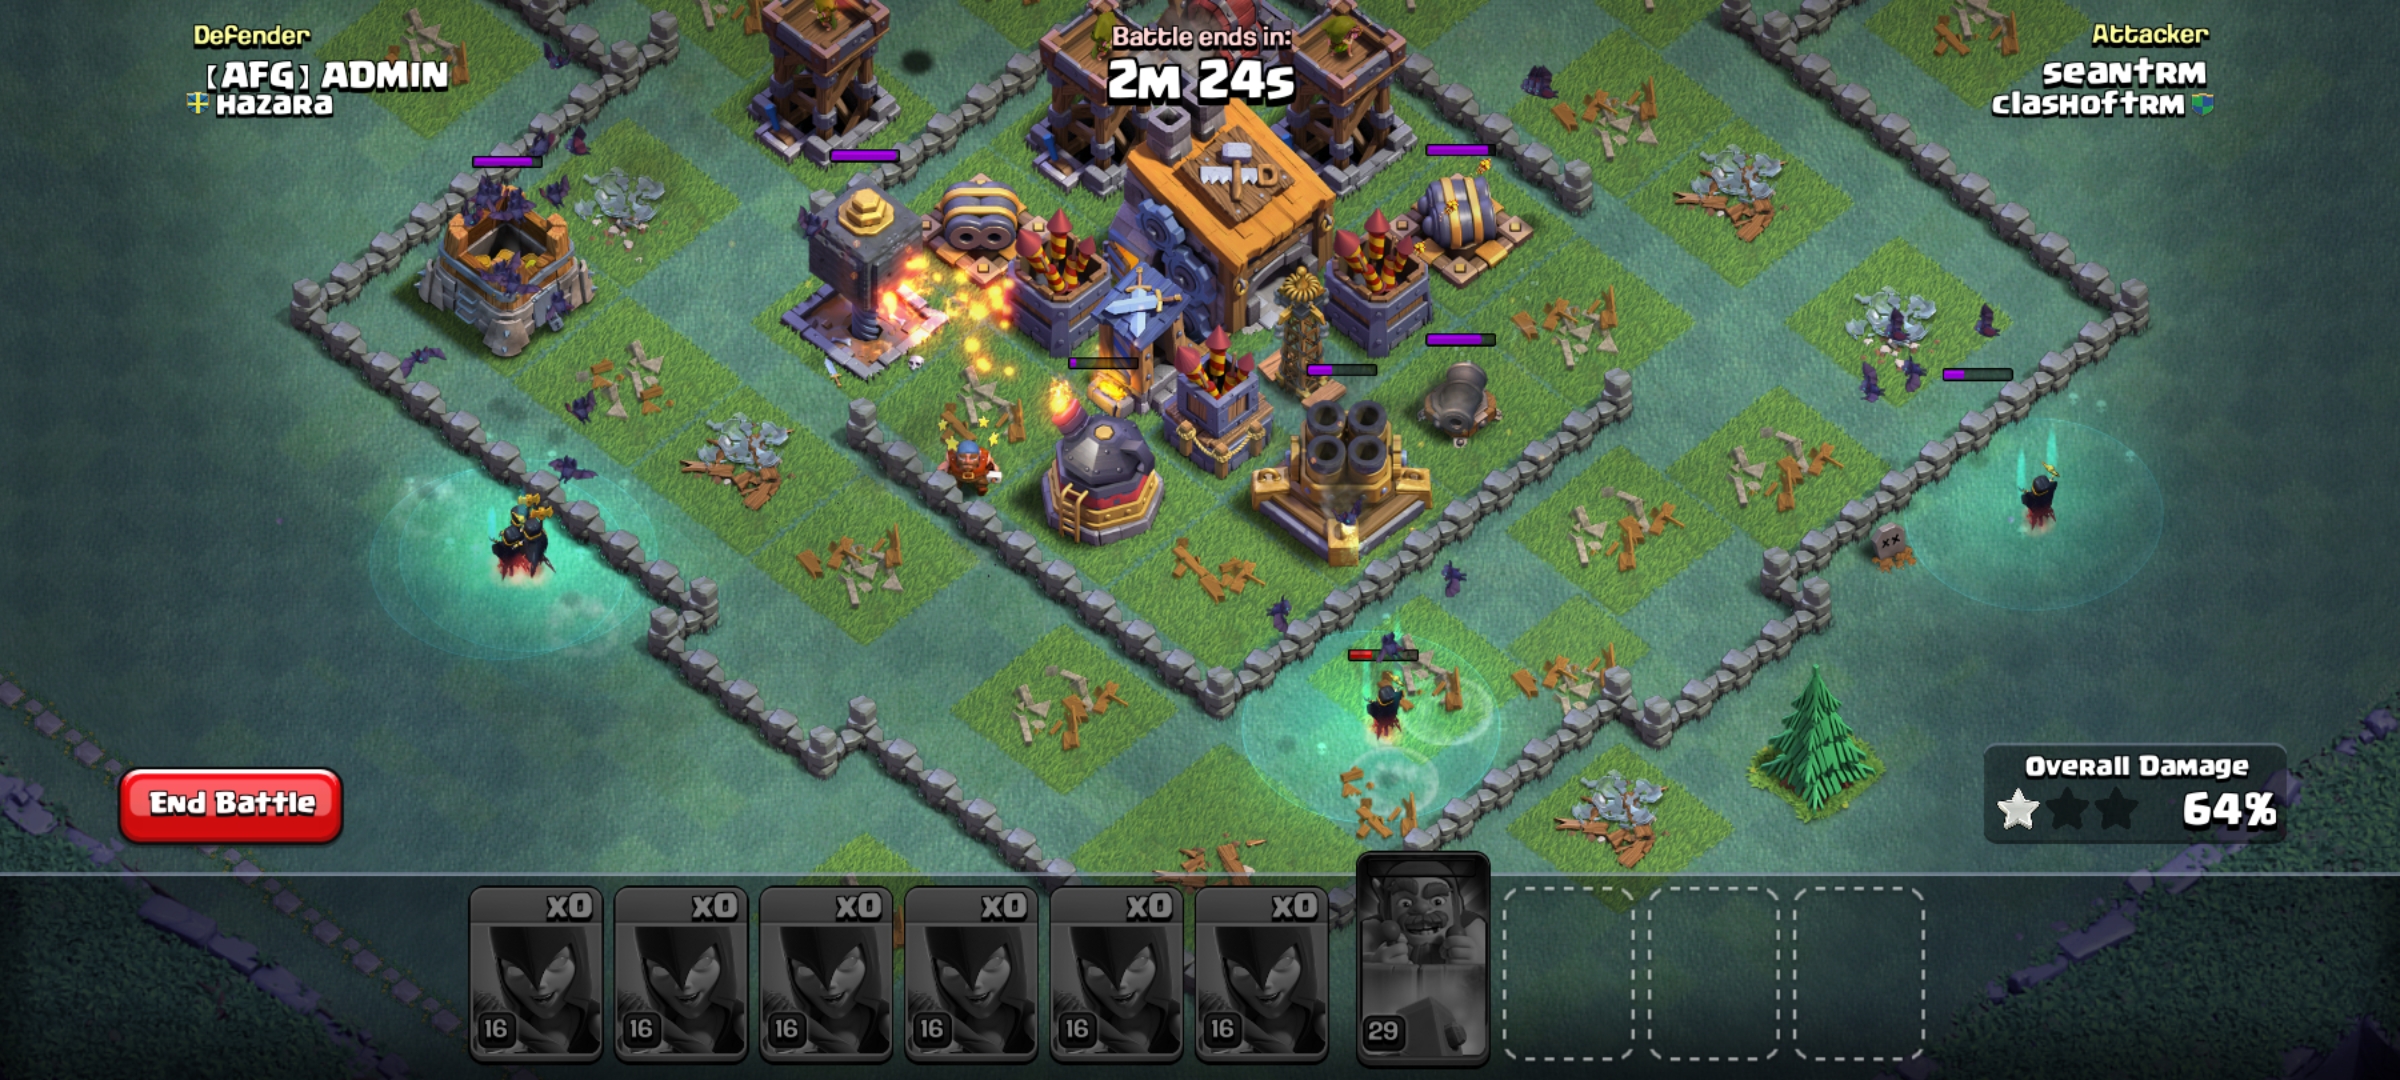 Defender
[AFG] ADMIN
Hazara
Battle ends in:
2M 24s
Attacker
seantrm
clashoftrm
End Battle
Overall Damage
64%
x0
x0
x0
x0
x0
x0
16
16
16
16
16
16
29